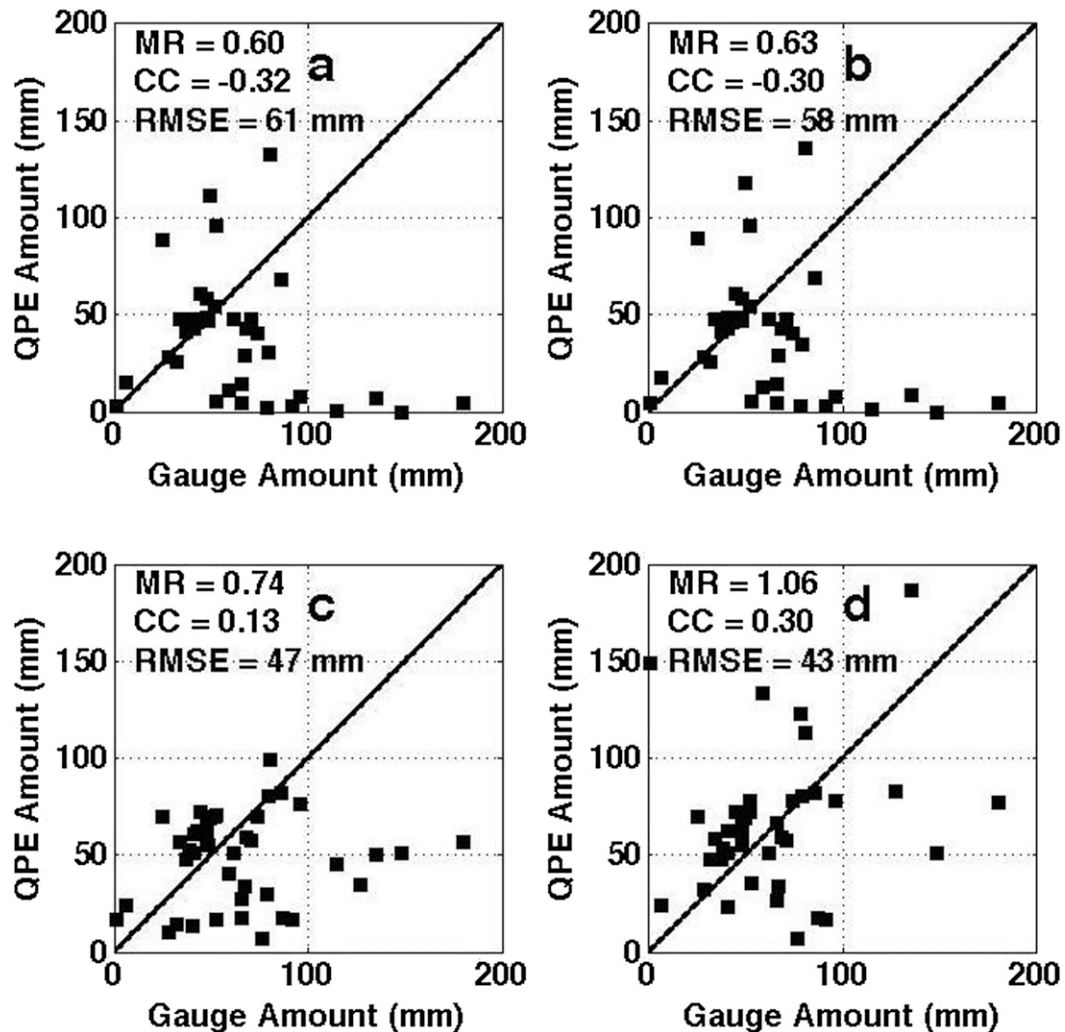 200
150
100
50
0
QPE Amount (mm)
MR = 0.60
CC = -0.32
RMSE = 61 mm
a
0 100 200
Gauge Amount (mm)
200
150
100
50
0
QPE Amount (mm)
MR = 0.63
CC = -0.30
RMSE = 58 mm
b
0 100 200
Gauge Amount (mm)
200
150
100
50
0
QPE Amount (mm)
MR = 0.74
CC = 0.13
RMSE = 47 mm
c
0 100 200
Gauge Amount (mm)
200
150
100
50
0
QPE Amount (mm)
MR = 1.06
CC = 0.30
RMSE = 43 mm
d
0 100 200
Gauge Amount (mm)